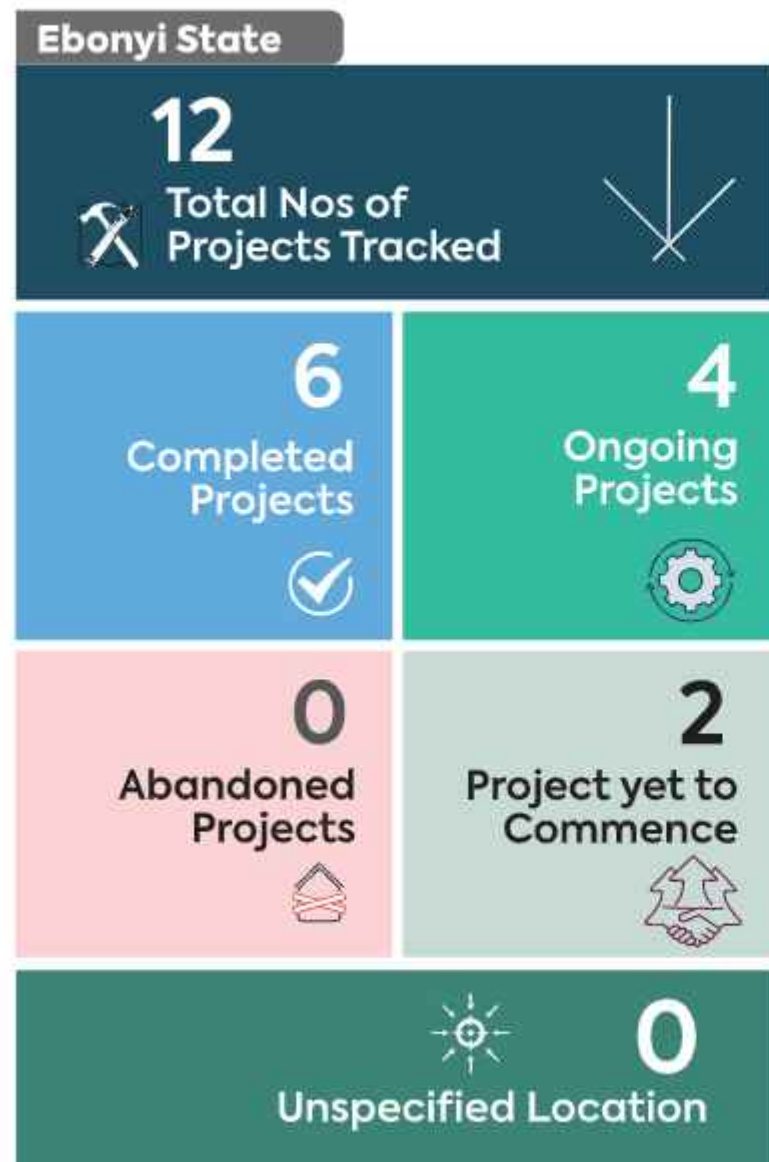 Ebonyi State
12
Total Nos of
Projects Tracked
6
Completed
Projects
4
Ongoing
Projects
0
Abandoned
Projects
2
Project yet to
Commence
0
Unspecified Location